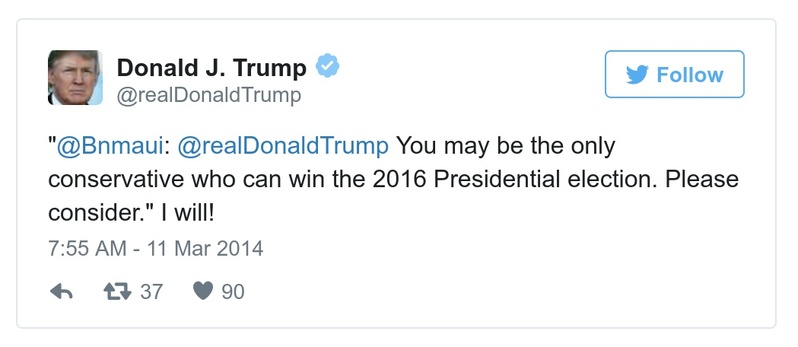 Donald J. Trump
@realDonaldTrump
Follow
"@Bnmaui: @realDonaldTrump You may be the only
conservative who can win the 2016 Presidential election. Please
consider." I will!
7:55 AM - 11 Mar 2014
37 90